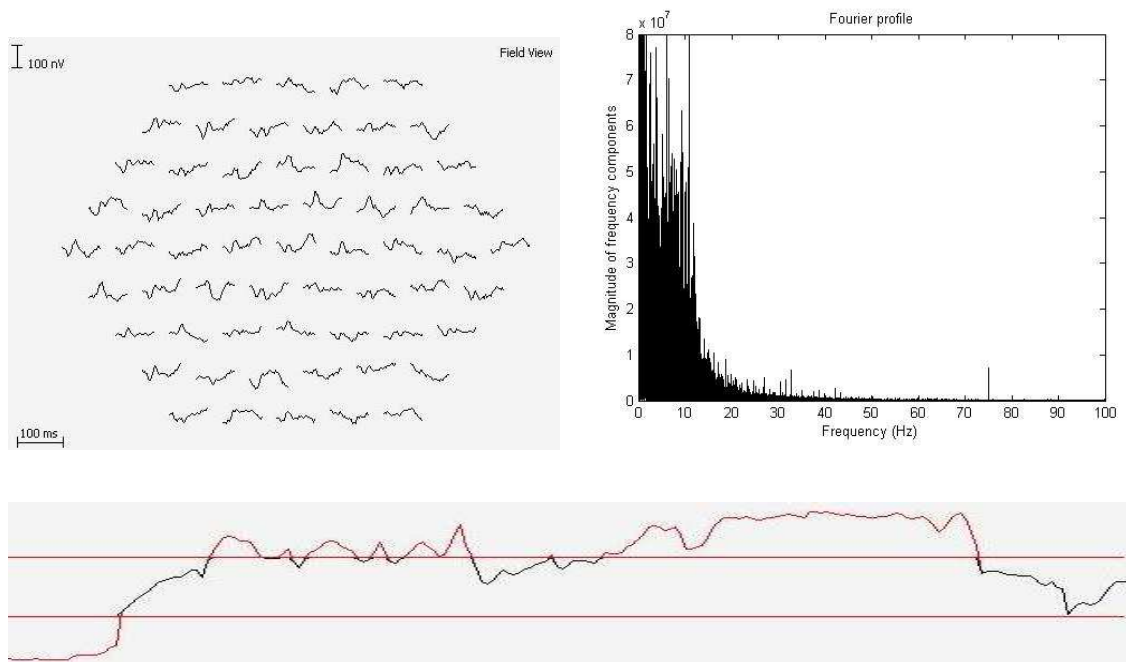 100 nV
Field View
100 ms
Fourier profile
x 10^7
Magnitude of frequency components
8
7
6
5
4
3
2
1
0
0 10 20 30 40 50 60 70 80 90 100
Frequency (Hz)